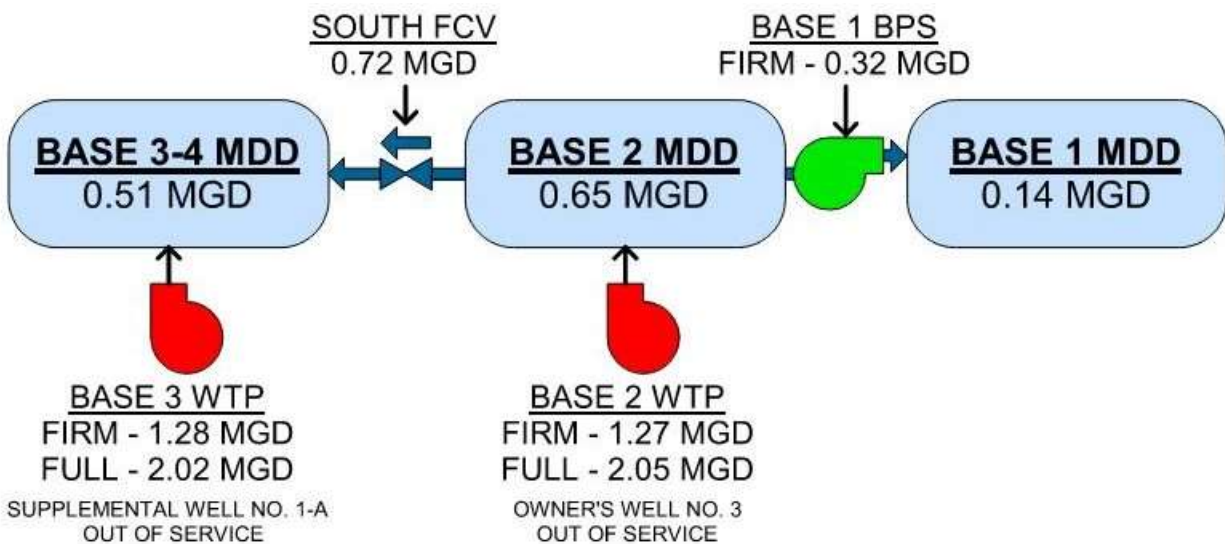 SOUTH FCV
0.72 MGD
BASE 1 BPS
FIRM - 0.32 MGD
BASE 3-4 MDD
0.51 MGD
BASE 2 MDD
0.65 MGD
BASE 1 MDD
0.14 MGD
BASE 3 WTP
FIRM - 1.28 MGD
FULL - 2.02 MGD
SUPPLEMENTAL WELL NO. 1-A
OUT OF SERVICE
BASE 2 WTP
FIRM - 1.27 MGD
FULL - 2.05 MGD
OWNER'S WELL NO. 3
OUT OF SERVICE